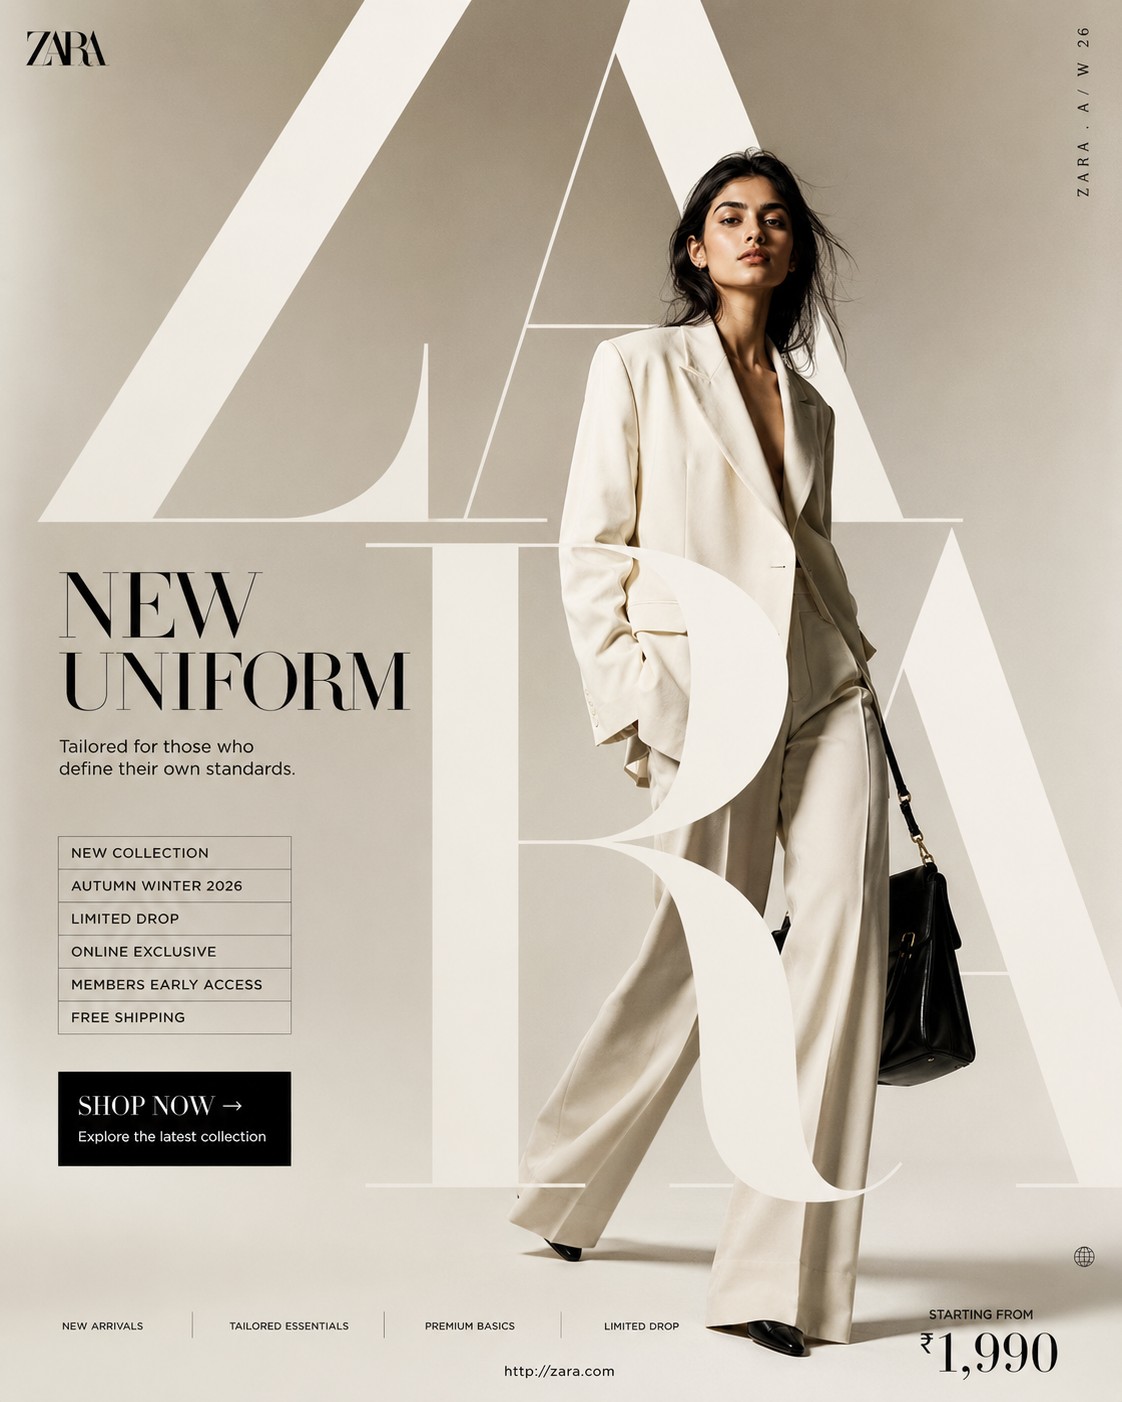 ZARA
ZARA . A/W 26
ZA
RA
NEW
UNIFORM
Tailored for those who
define their own standards.
NEW COLLECTION
AUTUMN WINTER 2026
LIMITED DROP
ONLINE EXCLUSIVE
MEMBERS EARLY ACCESS
FREE SHIPPING
SHOP NOW →
Explore the latest collection
NEW ARRIVALS
TAILORED ESSENTIALS
PREMIUM BASICS
LIMITED DROP
STARTING FROM
₹1,990
http://zara.com